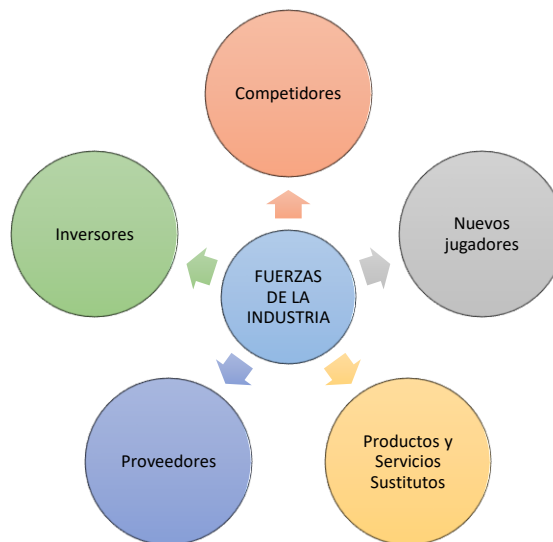 Competidores
Inversores
Nuevos
jugadores
FUERZAS
DE LA
INDUSTRIA
Proveedores
Productos y
Servicios
Sustitutos